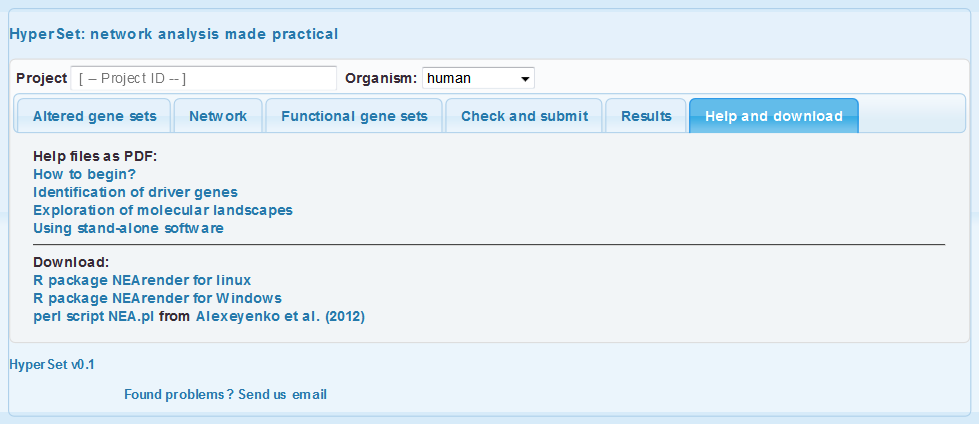 HyperSet: network analysis made practical
Project [ -- Project ID -- ] Organism: human
Altered gene sets Network Functional gene sets Check and submit Results Help and download
Help files as PDF:
How to begin?
Identification of driver genes
Exploration of molecular landscapes
Using stand-alone software
Download:
R package NEArender for linux
R package NEArender for Windows
perl script NEA.pl from Alexeyenko et al. (2012)
HyperSet v0.1
Found problems? Send us email